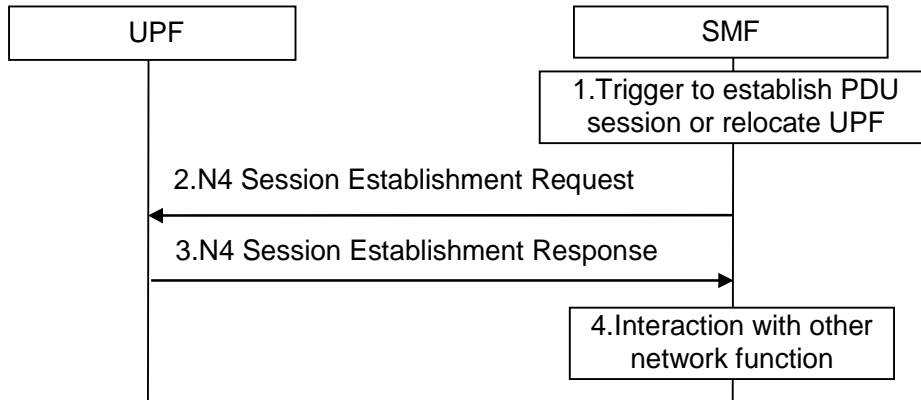 UPF
SMF
1.Trigger to establish PDU
session or relocate UPF
2.N4 Session Establishment Request
3.N4 Session Establishment Response
4.Interaction with other
network function